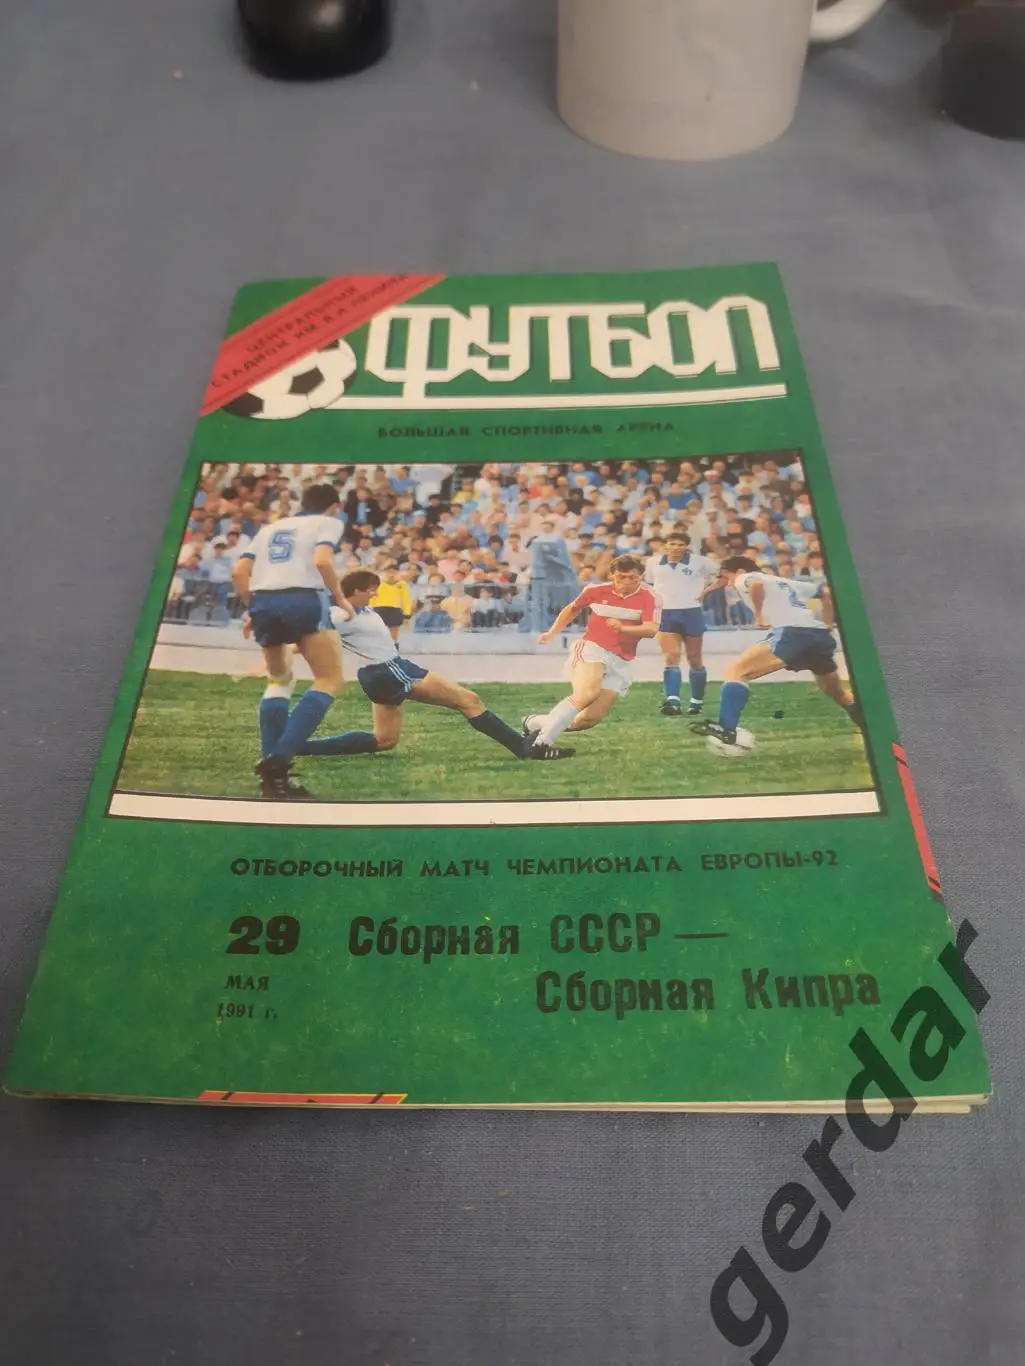 ЦЕНТРАЛЬНЫЙ
СТАДИОН ИМ. В.И. ЛЕНИНА
ФУТБОЛ
БОЛЬШАЯ СПОРТИВНАЯ АРЕНА
5
2
ОТБОРОЧНЫЙ МАТЧ ЧЕМПИОНАТА ЕВРОПЫ-92
29 Сборная СССР —
МАЯ Сборная Кипра
1991 г.
gerdar